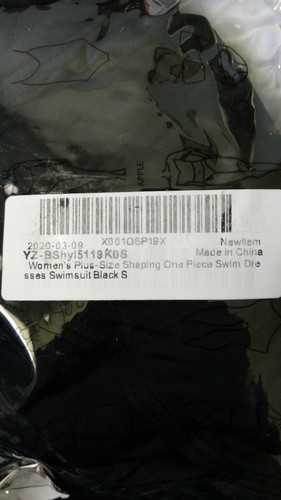 APPLE
X001OSP19X
2020-03-09 NewItem
YZ-BShyl5119K0S Made in China
Women's Plus-Size Shaping One Piece Swim Dre
sses Swimsuit Black S